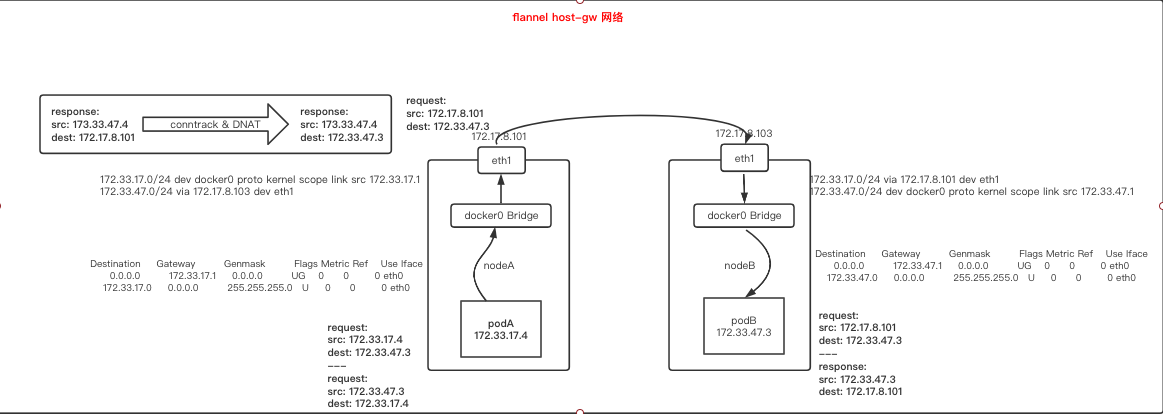 flannel host-gw 网络
response:
src: 173.33.47.4
dest: 172.17.8.101
conntrack & DNAT
response:
src: 173.33.47.4
dest: 172.33.47.3
request:
src: 172.17.8.101
dest: 172.33.47.3
172.17.8.101
172.17.8.103
eth1
eth1
172.33.17.0/24 dev docker0 proto kernel scope link src 172.33.17.1
172.33.47.0/24 via 172.17.8.103 dev eth1
172.33.17.0/24 via 172.17.8.101 dev eth1
172.33.47.0/24 dev docker0 proto kernel scope link src 172.33.47.1
docker0 Bridge
docker0 Bridge
nodeA
nodeB
Destination Gateway Genmask Flags Metric Ref Use Iface
0.0.0.0 172.33.17.1 0.0.0.0 UG 0 0 0 eth0
172.33.17.0 0.0.0.0 255.255.255.0 U 0 0 0 eth0
Destination Gateway Genmask Flags Metric Ref Use Iface
0.0.0.0 172.33.47.1 0.0.0.0 UG 0 0 0 eth0
172.33.47.0 0.0.0.0 255.255.255.0 U 0 0 0 eth0
podA
172.33.17.4
podB
172.33.47.3
request:
src: 172.33.17.4
dest: 172.33.47.3
———
request:
src: 172.33.47.3
dest: 172.33.17.4
request:
src: 172.17.8.101
dest: 172.33.47.3
———
response:
src: 172.33.47.3
dest: 172.17.8.101